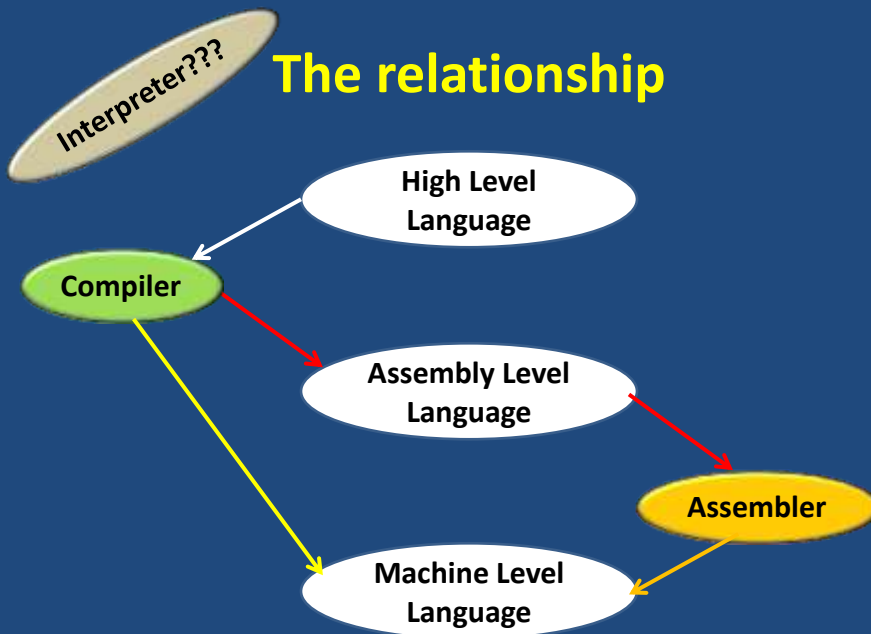 Interpreter???
The relationship
High Level
Language
Compiler
Assembly Level
Language
Assembler
Machine Level
Language